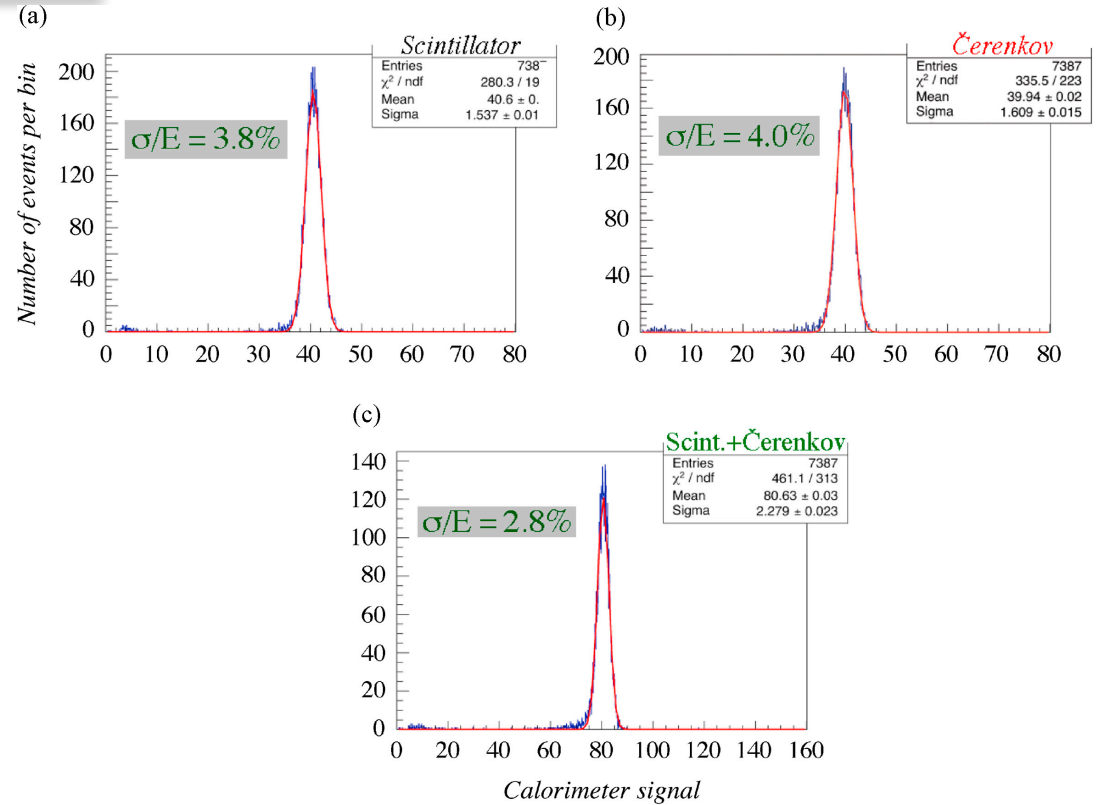 (a)
Scintillator
Entries 738
χ² / ndf 280.3 / 19
Mean 40.6 ± 0.
Sigma 1.537 ± 0.01
σ/E = 3.8%
Number of events per bin
200
160
120
80
40
0
0 10 20 30 40 50 60 70 80
(b)
Čerenkov
Entries 7387
χ² / ndf 335.5 / 223
Mean 39.94 ± 0.02
Sigma 1.609 ± 0.015
σ/E = 4.0%
200
160
120
80
40
0
0 10 20 30 40 50 60 70 80
(c)
Scint.+Čerenkov
Entries 7387
χ² / ndf 461.1 / 313
Mean 80.63 ± 0.03
Sigma 2.279 ± 0.023
σ/E = 2.8%
140
120
100
80
60
40
20
0
0 20 40 60 80 100 120 140 160
Calorimeter signal